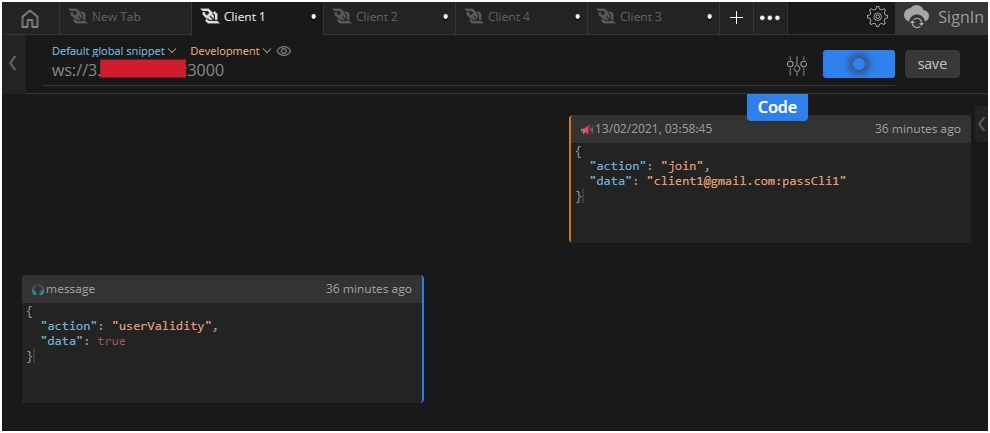 New Tab
Client 1
Client 2
Client 4
Client 3
SignIn
Default global snippet
Development
ws://3.
:3000
save
Code
13/02/2021, 03:58:45
36 minutes ago
{
"action": "join",
"data": "client1@gmail.com:passCli1"
}
message
36 minutes ago
{
"action": "userValidity",
"data": true
}